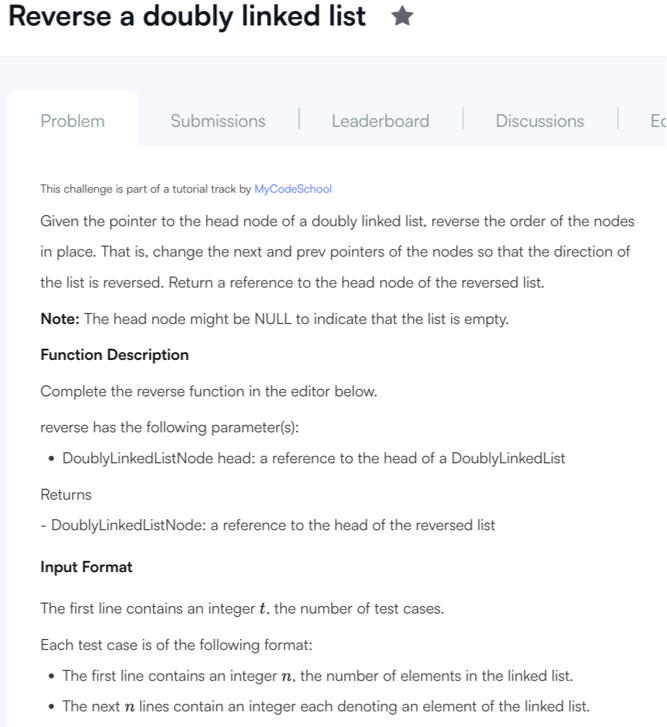 Reverse a doubly linked list
Problem Submissions Leaderboard Discussions
This challenge is part of a tutorial track by MyCodeSchool
Given the pointer to the head node of a doubly linked list, reverse the order of the nodes
in place. That is, change the next and prev pointers of the nodes so that the direction of
the list is reversed. Return a reference to the head node of the reversed list.
Note: The head node might be NULL to indicate that the list is empty.
Function Description
Complete the reverse function in the editor below.
reverse has the following parameter(s):
• DoublyLinkedListNode head: a reference to the head of a DoublyLinkedList
Returns
- DoublyLinkedListNode: a reference to the head of the reversed list
Input Format
The first line contains an integer t, the number of test cases.
Each test case is of the following format:
• The first line contains an integer n, the number of elements in the linked list.
• The next n lines contain an integer each denoting an element of the linked list.